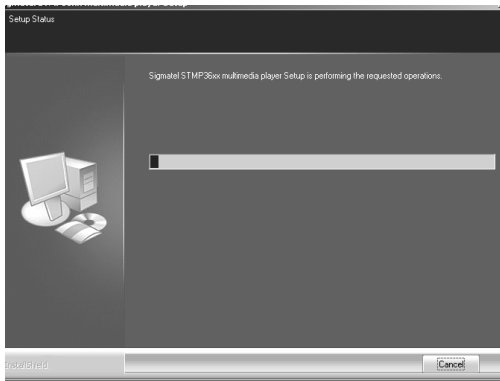 Setup Status
Sigmatel STMP36xx multimedia player Setup is performing the requested operations.
InstallShield
Cancel